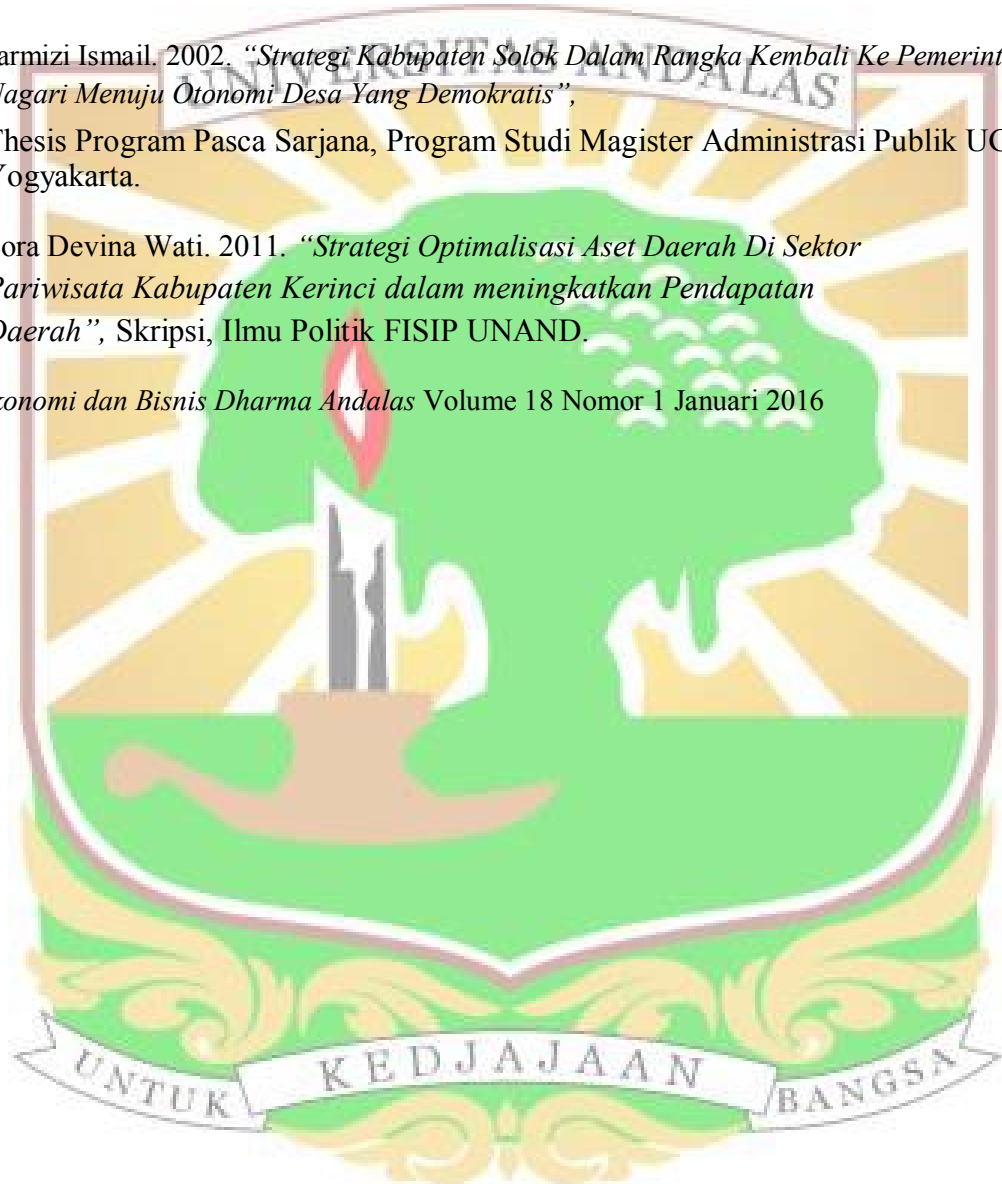 armizi Ismail. 2002. “Strategi Kabupaten Solok Dalam Rangka Kembali Ke Pemerint
UNIVERSITAS ANDALAS
Nagari Menuju Otonomi Desa Yang Demokratis”,
Thesis Program Pasca Sarjana, Program Studi Magister Administrasi Publik
Yogyakarta.
ora Devina Wati. 2011. “Strategi Optimalisasi Aset Daerah Di Sektor
Pariwisata Kabupaten Kerinci dalam meningkatkan Pendapatan
Daerah”, Skripsi, Ilmu Politik FISIP UNAND.
konomi dan Bisnis Dharma Andalas Volume 18 Nomor 1 Januari 2016
UNTUK KEDJAJAAN BANGSA